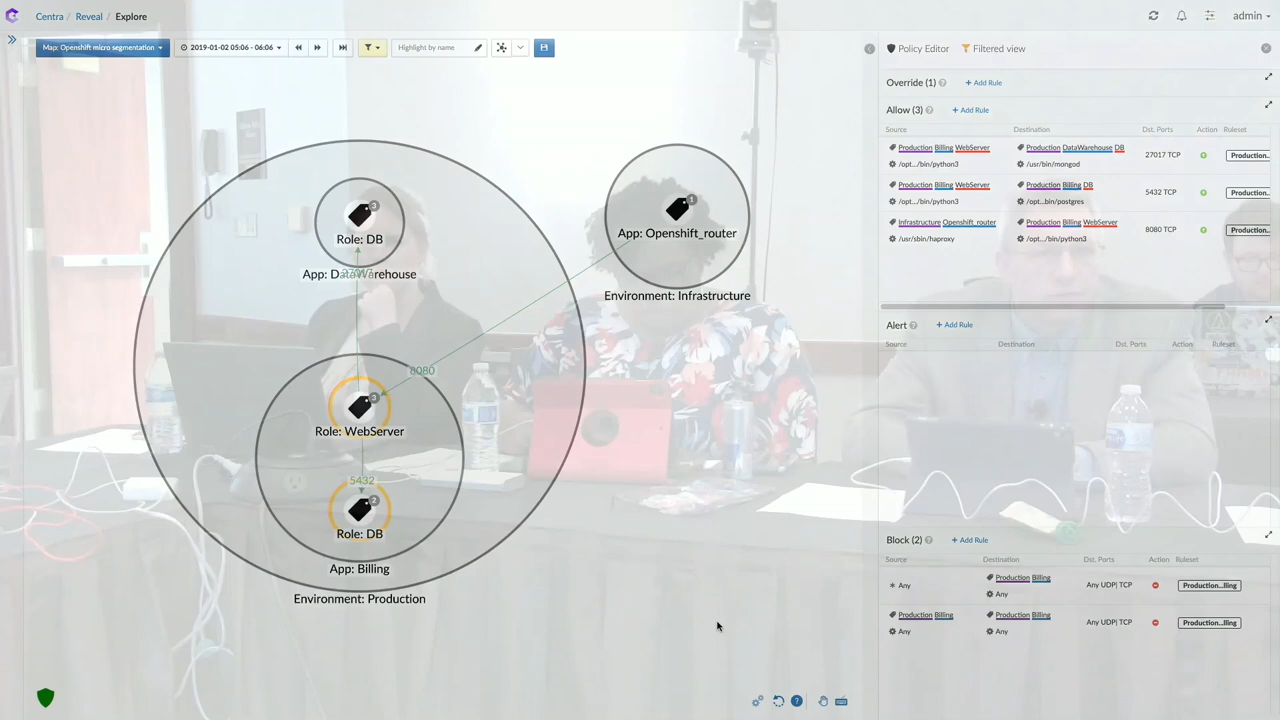 Centra / Reveal / Explore
admin
Map: Openshift micro segmentation
2019-01-02 05:06 - 06:06
Highlight by name
Policy Editor
Filtered view
Override (1) ? + Add Rule
Allow (3) ? + Add Rule
Source Destination Dst. Ports Action Ruleset
Production Billing WebServer Production DataWarehouse DB 27017 TCP Production...
/opt...bin/python3 /usr/bin/mongod
Production Billing WebServer Production Billing DB 5432 TCP Production...
/opt...bin/python3 /opt...bin/postgres
Infrastructure Openshift_router Production Billing WebServer 8080 TCP Production...
/usr/sbin/haproxy /opt...bin/python3
Alert ? + Add Rule
Source Destination Dst. Ports Action Ruleset
Block (2) ? + Add Rule
Source Destination Dst. Ports Action Ruleset
* Any Production Billing Any UDP| TCP Production...lling
Any
Production Billing Production Billing Any UDP| TCP Production...lling
Any Any
3
Role: DB
App: DataWarehouse
1
App: Openshift_router
Environment: Infrastructure
8080
3
Role: WebServer
5432
2
Role: DB
App: Billing
Environment: Production
?